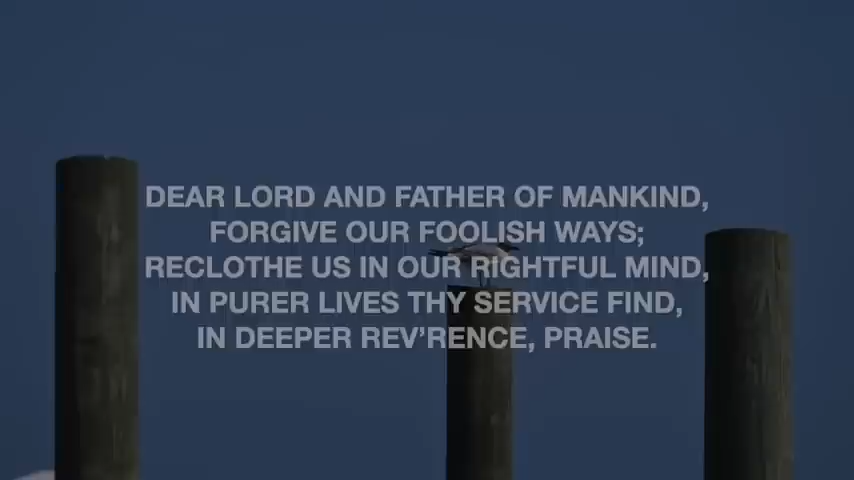 DEAR LORD AND FATHER OF MANKIND,
FORGIVE OUR FOOLISH WAYS;
RECLOTHE US IN OUR RIGHTFUL MIND,
IN PURER LIVES THY SERVICE FIND,
IN DEEPER REV'RENCE, PRAISE.